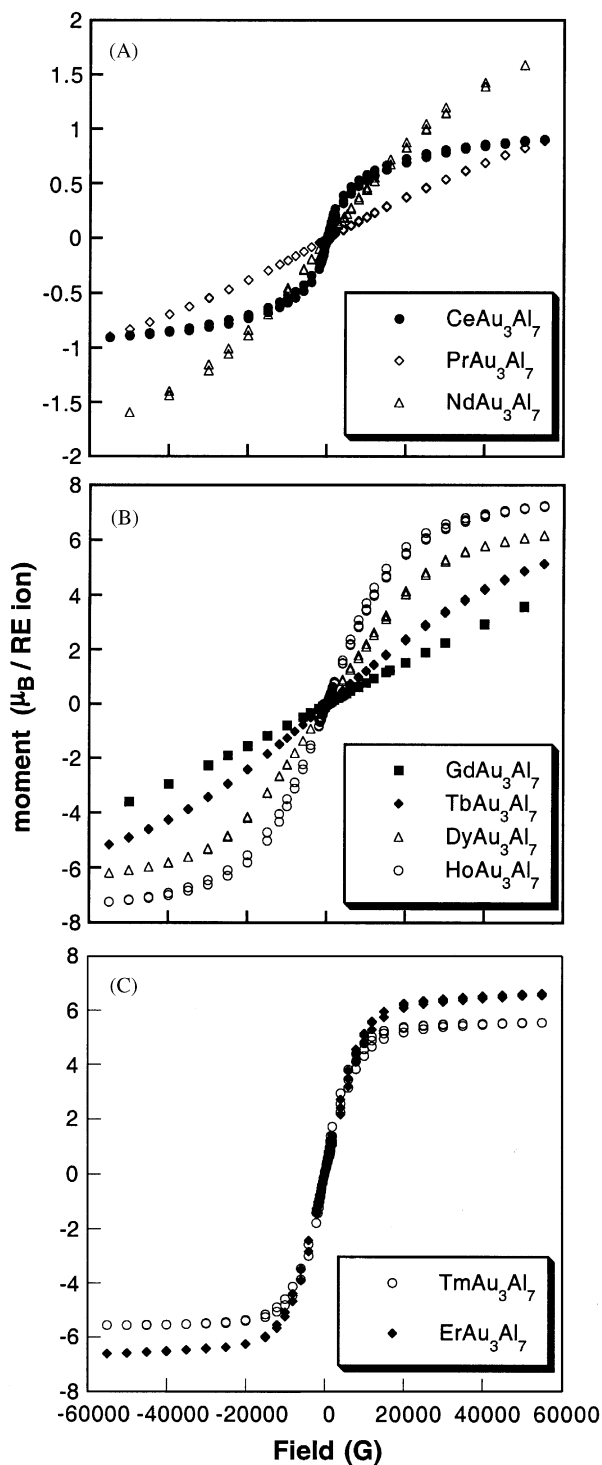 (A)
2
1.5
1
0.5
0
-0.5
-1
-1.5
-2
CeAu₃Al₇
PrAu₃Al₇
NdAu₃Al₇
(B)
6
4
2
0
-2
-4
-6
-8
GdAu₃Al₇
TbAu₃Al₇
DyAu₃Al₇
HoAu₃Al₇
moment (μ_B / RE ion)
(C)
8
6
4
2
0
-2
-4
-6
-8
TmAu₃Al₇
ErAu₃Al₇
-60000 -40000 -20000 0 20000 40000 60000
Field (G)